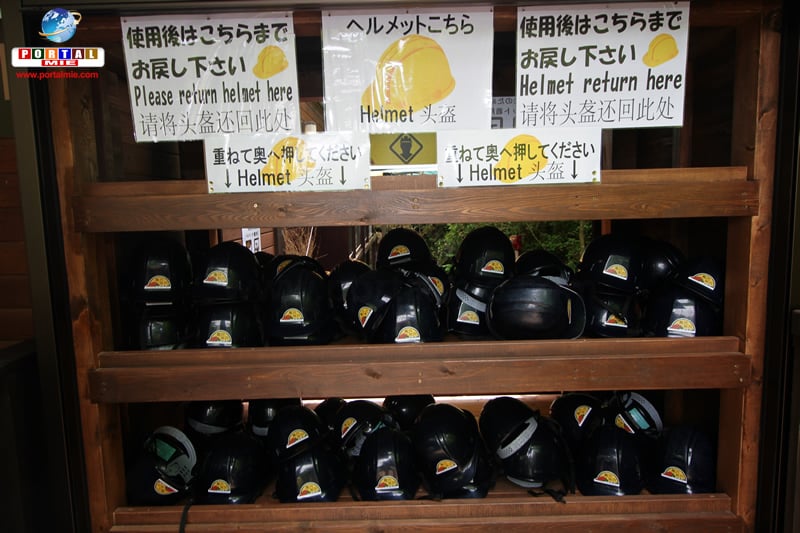 PORTAL
MIE
www.portalmie.com
使用後はこちらまで
お戻し下さい
Please return helmet here
请将头盔还回此处
ヘルメットこちら
Helmet 头盔
使用後はこちらまで
お戻し下さい
Helmet return here
请将头盔还回此处
重ねて奥へ押してください
↓Helmet 头盔↓
重ねて奥へ押してください
↓Helmet 头盔↓